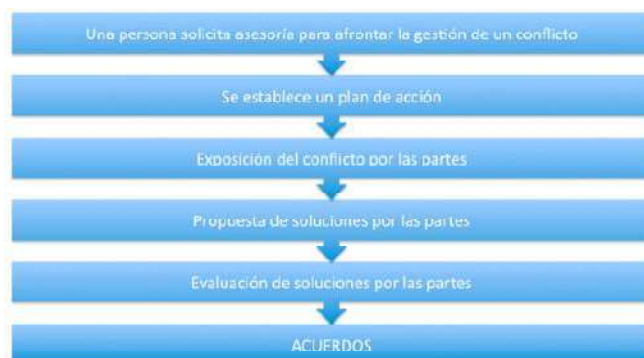 Una persona solicita asesoría para afrontar la gestión de un conflicto
Se establece un plan de acción
Exposición del conflicto por las partes
Propuesta de soluciones por las partes
Evaluación de soluciones por las partes
ACUERDOS